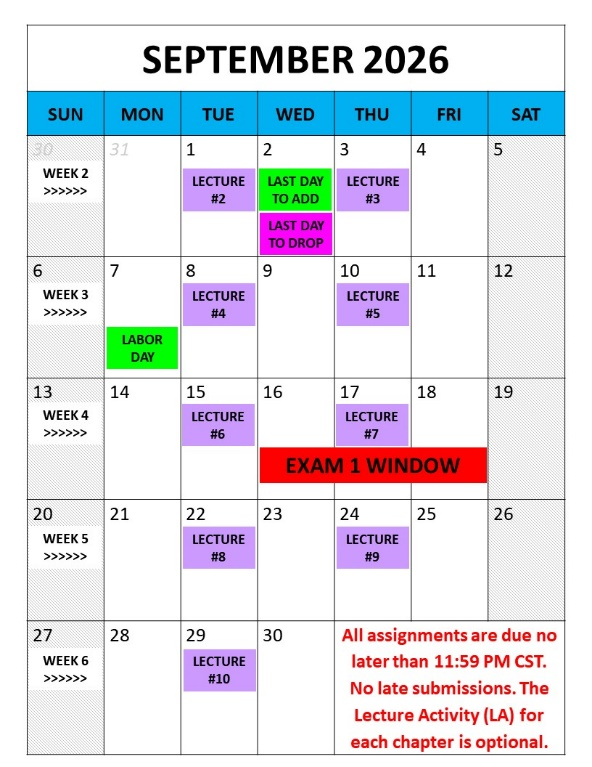 SEPTEMBER 2026
SUN MON TUE WED THU FRI SAT
30 31 1 2 3 4 5
WEEK 2
>>>>>>
LECTURE
#2
LAST DAY
TO ADD
LAST DAY
TO DROP
LECTURE
#3
6 7 8 9 10 11 12
WEEK 3
>>>>>>
LABOR
DAY
LECTURE
#4
LECTURE
#5
13 14 15 16 17 18 19
WEEK 4
>>>>>>
LECTURE
#6
LECTURE
#7
EXAM 1 WINDOW
20 21 22 23 24 25 26
WEEK 5
>>>>>>
LECTURE
#8
LECTURE
#9
27 28 29 30
WEEK 6
>>>>>>
LECTURE
#10
All assignments are due no
later than 11:59 PM CST.
No late submissions. The
Lecture Activity (LA) for
each chapter is optional.